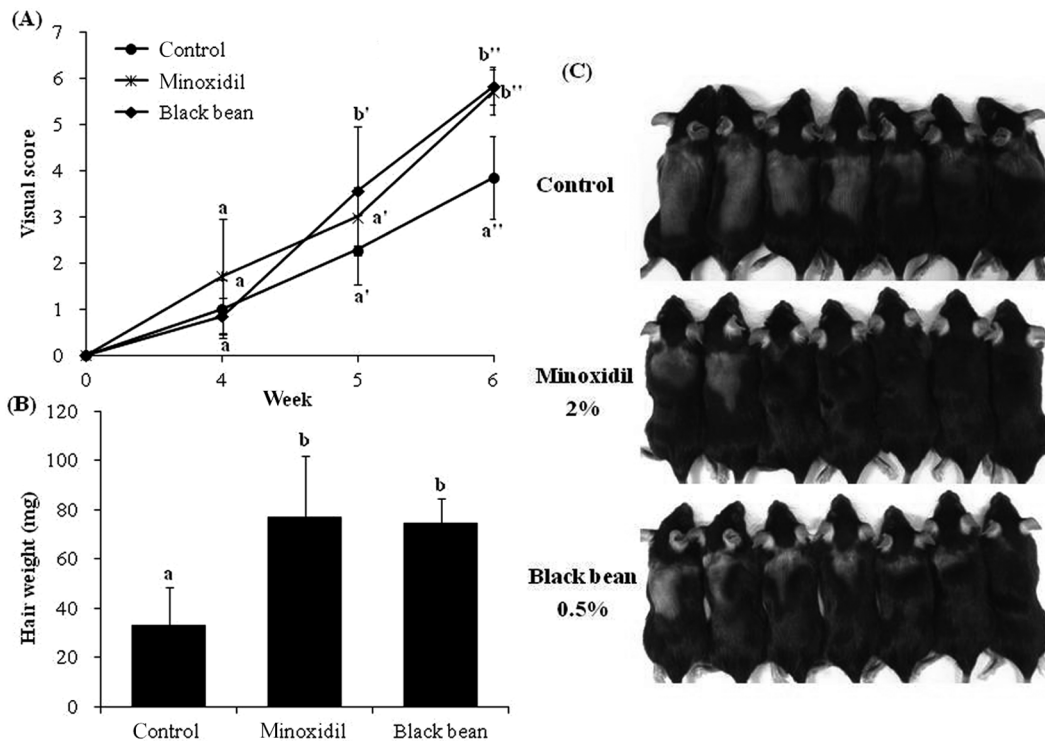 (A)
7
6
5
4
3
2
1
0
Visual score
Control
Minoxidil
Black bean
a
a
a
b'
a'
a'
b''
b''
a''
0
4
5
6
Week
(B)
120
100
80
60
40
20
0
Hair weight (mg)
a
b
b
Control
Minoxidil
Black bean
(C)
Control
Minoxidil
2%
Black bean
0.5%